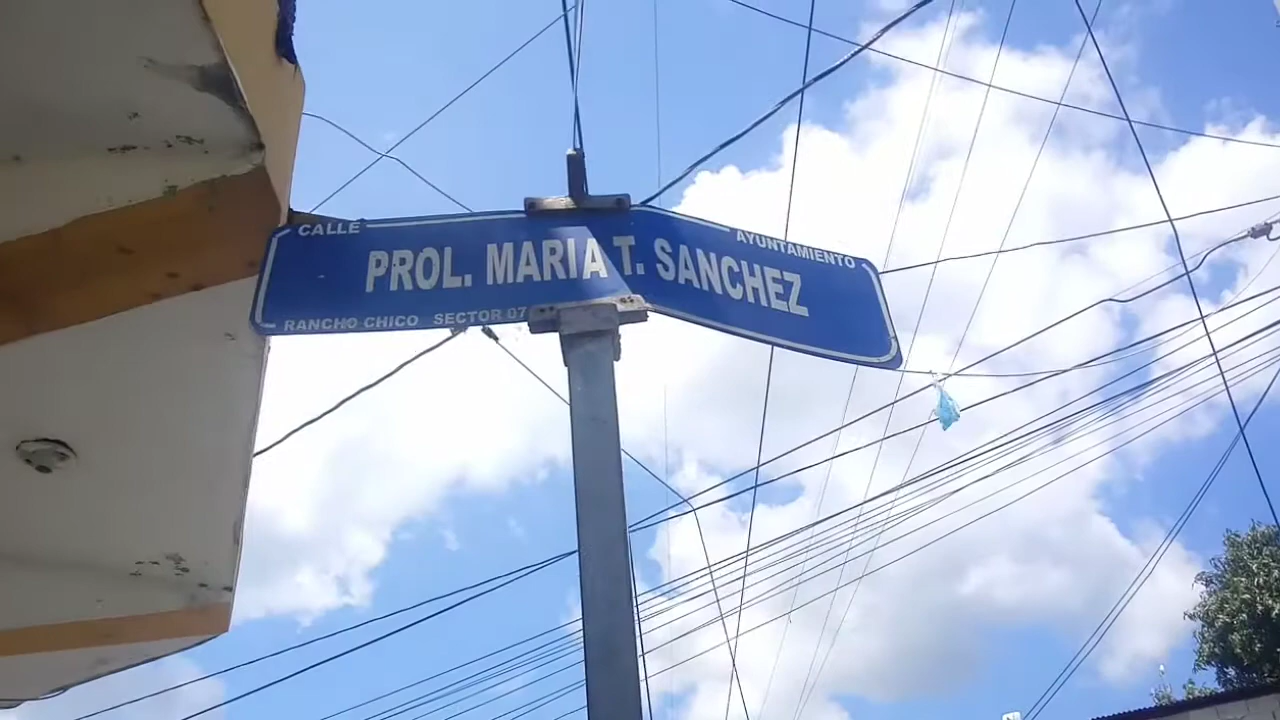 CALLE
AYUNTAMIENTO
PROL. MARIA T. SANCHEZ
RANCHO CHICO SECTOR 07